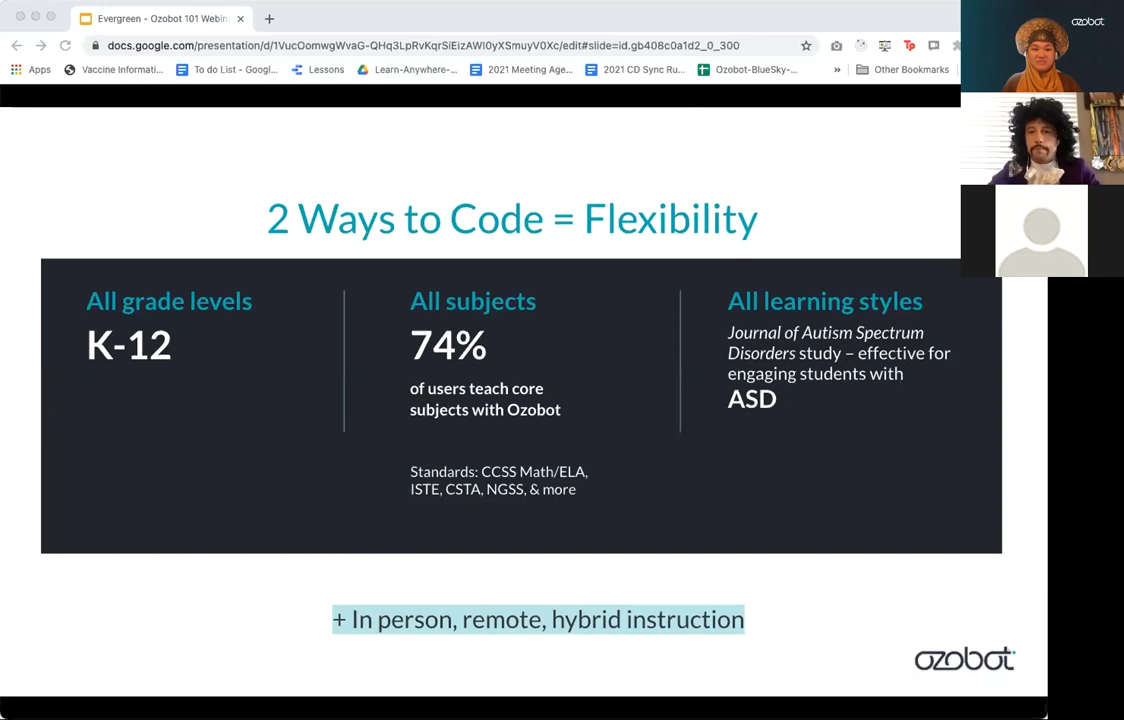 Evergreen - Ozobot 101 Webin
docs.google.com/presentation/d/1VucOomwgWvaG-QHq3LpRvKqrSiEizAWl0yXSmuyV0Xc/edit#slide=id.gb408c0a1d2_0_300
Apps
Vaccine Informati...
To do List - Googl...
Lessons
Learn-Anywhere-...
2021 Meeting Age...
2021 CD Sync Ru...
Ozobot-BlueSky-...
»
Other Bookmarks
ozobot
2 Ways to Code = Flexibility
All grade levels
K-12
All subjects
74%
of users teach core
subjects with Ozobot
Standards: CCSS Math/ELA,
ISTE, CSTA, NGSS, & more
All learning styles
Journal of Autism Spectrum
Disorders study – effective for
engaging students with
ASD
+ In person, remote, hybrid instruction
ozobot